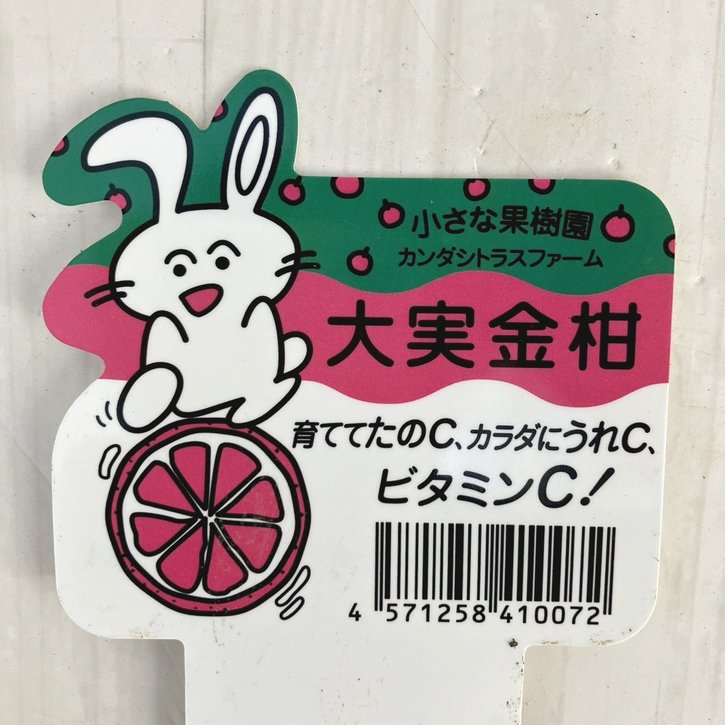 小さな果樹園
カンダシトラスファーム
大実金柑
育ててたのC、カラダにうれC、
ビタミンC!
4 571258 410072